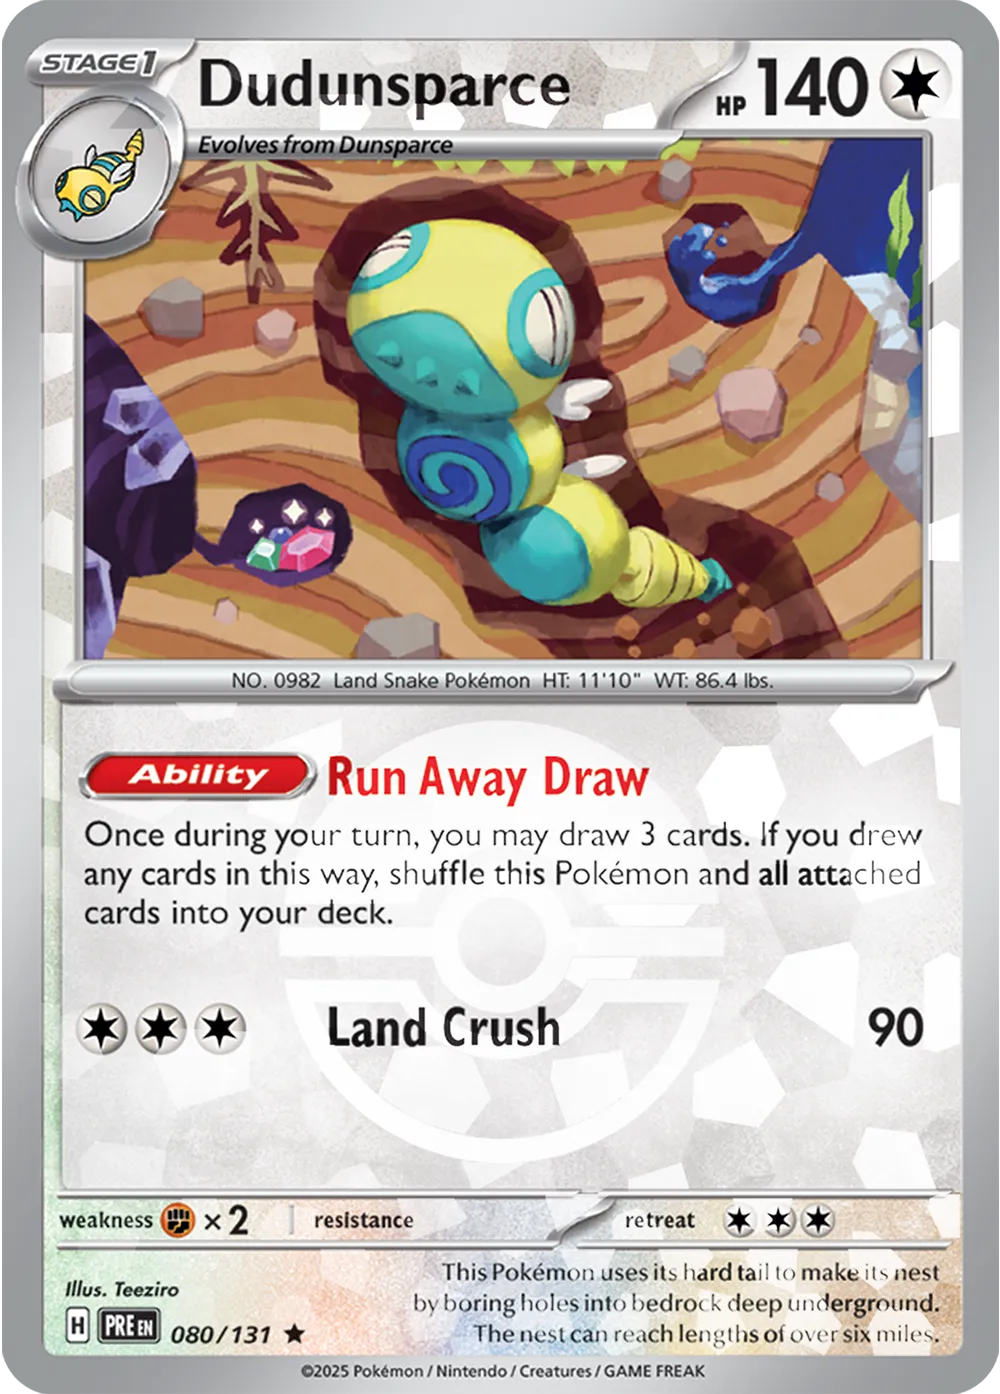 STAGE1
Dudunsparce
HP 140
Evolves from Dunsparce
NO. 0982 Land Snake Pokémon HT: 11'10" WT: 86.4 lbs.
Ability Run Away Draw
Once during your turn, you may draw 3 cards. If you drew
any cards in this way, shuffle this Pokémon and all attached
cards into your deck.
Land Crush 90
weakness ×2 resistance retreat
Illus. Teeziro
This Pokémon uses its hard tail to make its nest
by boring holes into bedrock deep underground.
The nest can reach lengths of over six miles.
H PRE EN 080/131 ★
©2025 Pokémon / Nintendo / Creatures / GAME FREAK